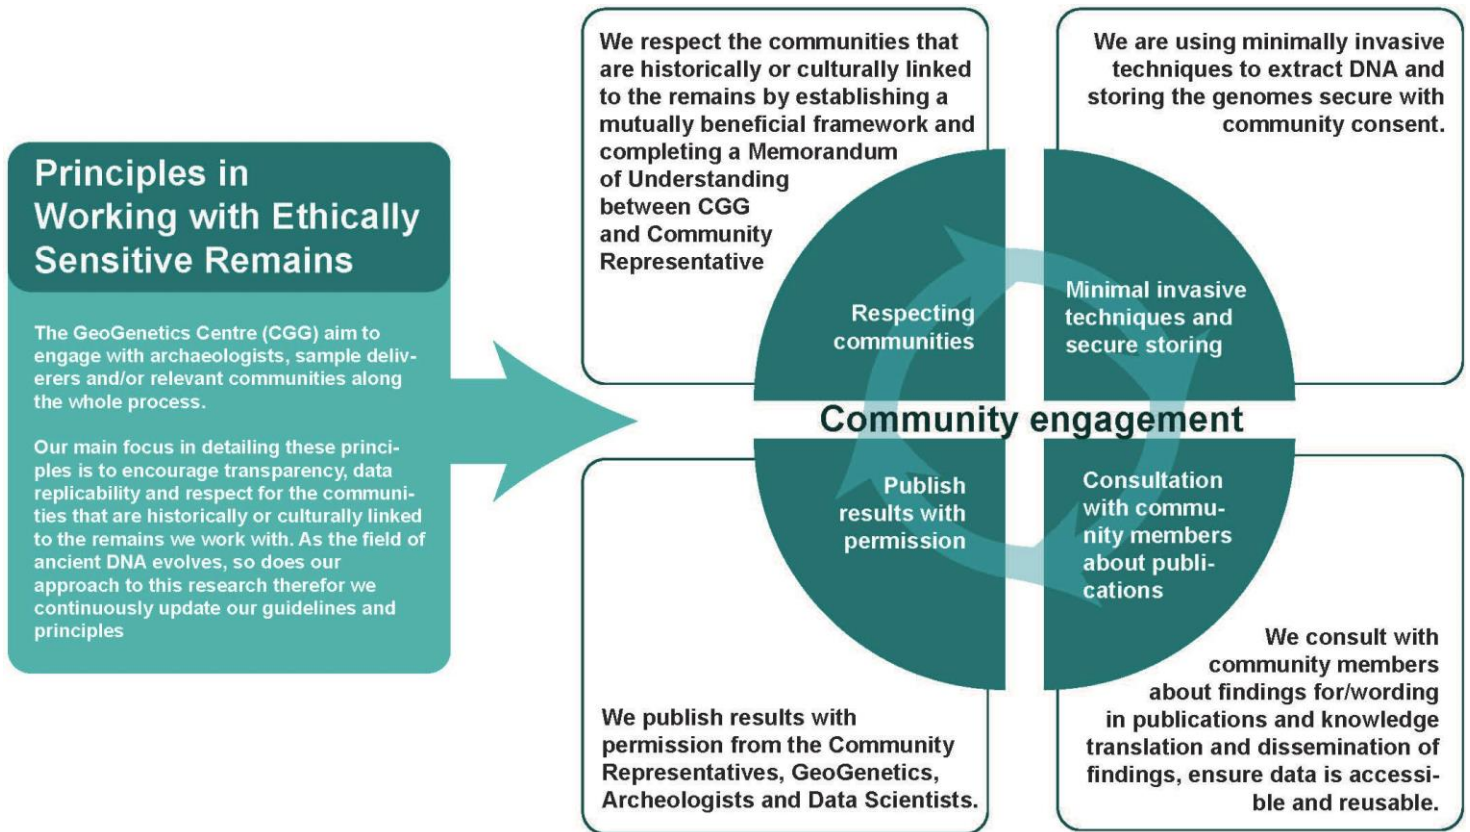 Principles in
Working with Ethically
Sensitive Remains
The GeoGenetics Centre (CGG) aim to
engage with archaeologists, sample deliv-
erers and/or relevant communities along
the whole process.
Our main focus in detailing these princi-
ples is to encourage transparency, data
replicability and respect for the communi-
ties that are historically or culturally linked
to the remains we work with. As the field of
ancient DNA evolves, so does our
approach to this research therefor we
continuously update our guidelines and
principles
We respect the communities that
are historically or culturally linked
to the remains by establishing a
mutually beneficial framework and
completing a Memorandum
of Understanding
between CGG
and Community
Representative
We are using minimally invasive
techniques to extract DNA and
storing the genomes secure with
community consent.
Respecting
communities
Minimal invasive
techniques and
secure storing
Community engagement
Publish
results with
permission
Consultation
with commu-
nity members
about publi-
cations
We publish results with
permission from the Community
Representatives, GeoGenetics,
Archeologists and Data Scientists.
We consult with
community members
about findings for/wording
in publications and knowledge
translation and dissemination of
findings, ensure data is accessi-
ble and reusable.